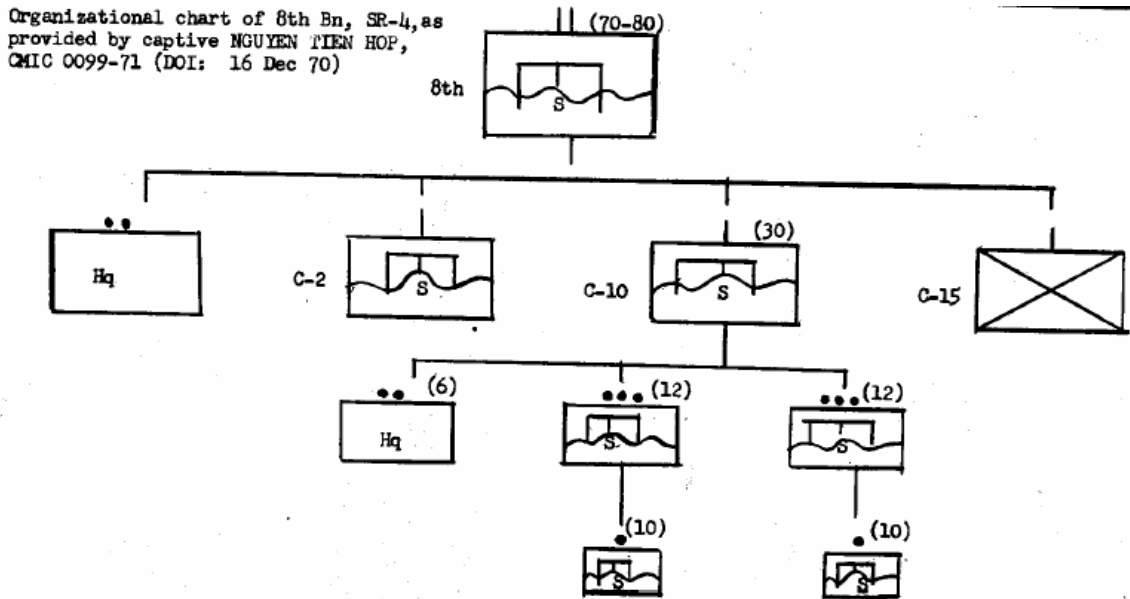 Organizational chart of 8th Bn, SR-4, as
provided by captive NGUYEN TIEN HOP,
CMIC 0099-71 (DOI: 16 Dec 70)
(70-80)
8th
S
Hq
C-2
S
(30)
C-10
S
C-15
(6)
Hq
(12)
S
(12)
S
(10)
S
(10)
S